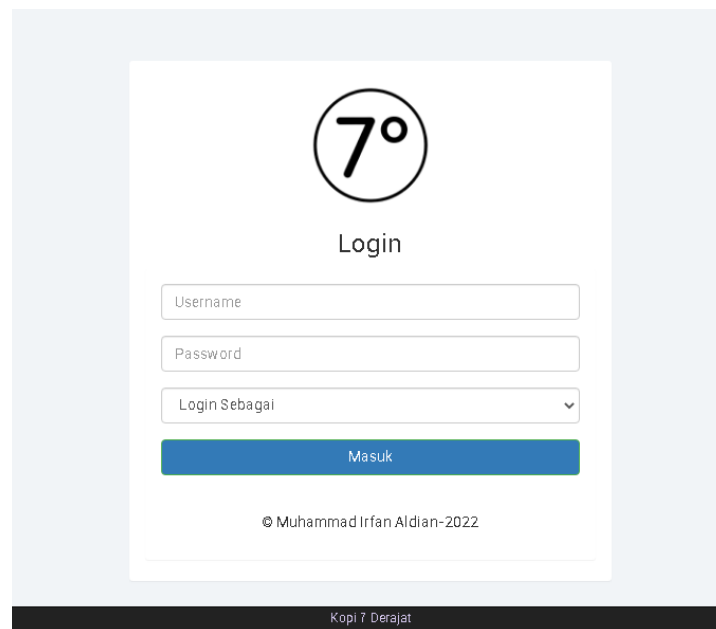 7°
Login
Username
Password
Login Sebagai
Masuk
© Muhammad Irfan Aldian-2022
Kopi 7 Derajat